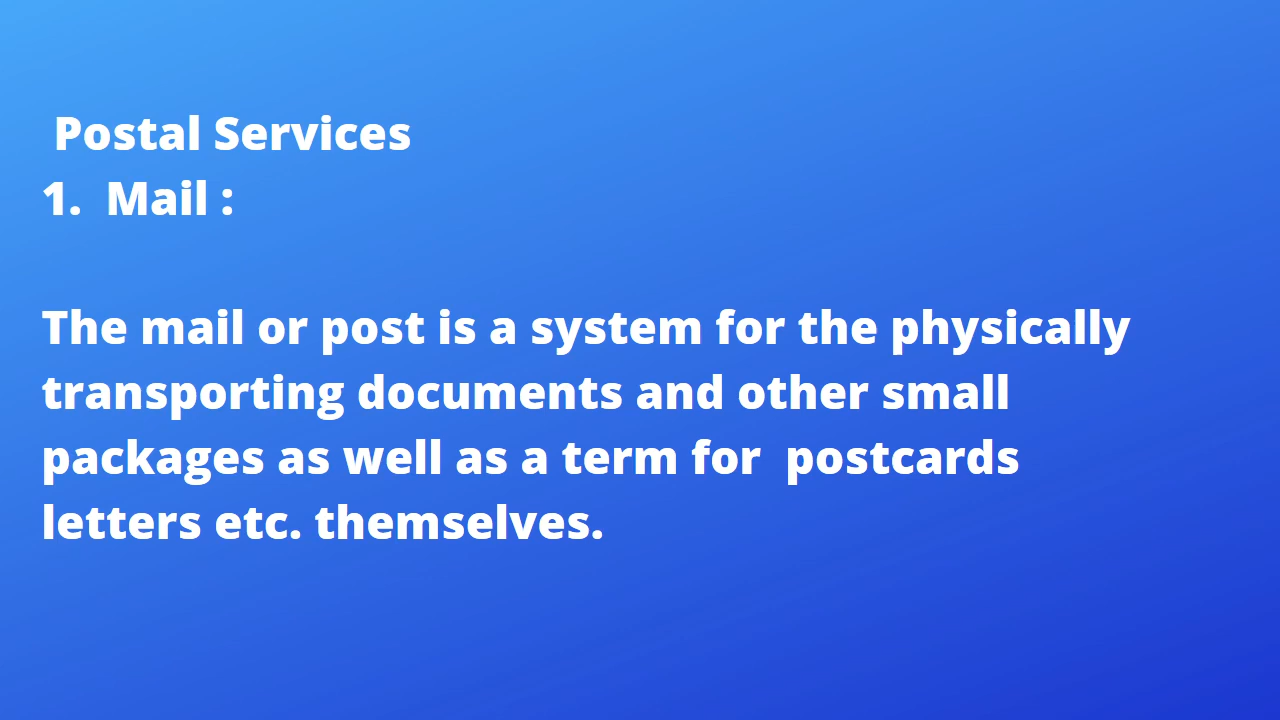 Postal Services
1.  Mail :
The mail or post is a system for the physically
transporting documents and other small
packages as well as a term for  postcards
letters etc. themselves.